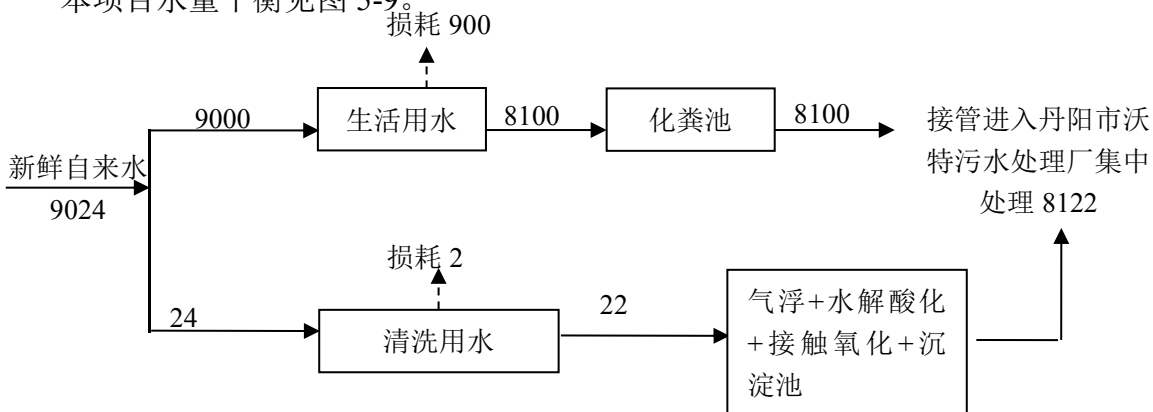 本项目水量平衡见图 5-9。
损耗 900
9000
生活用水
8100
化粪池
8100
接管进入丹阳市沃
特污水处理厂集中
处理 8122
新鲜自来水
9024
损耗 2
24
清洗用水
22
气浮+水解酸化
+接触氧化+沉
淀池